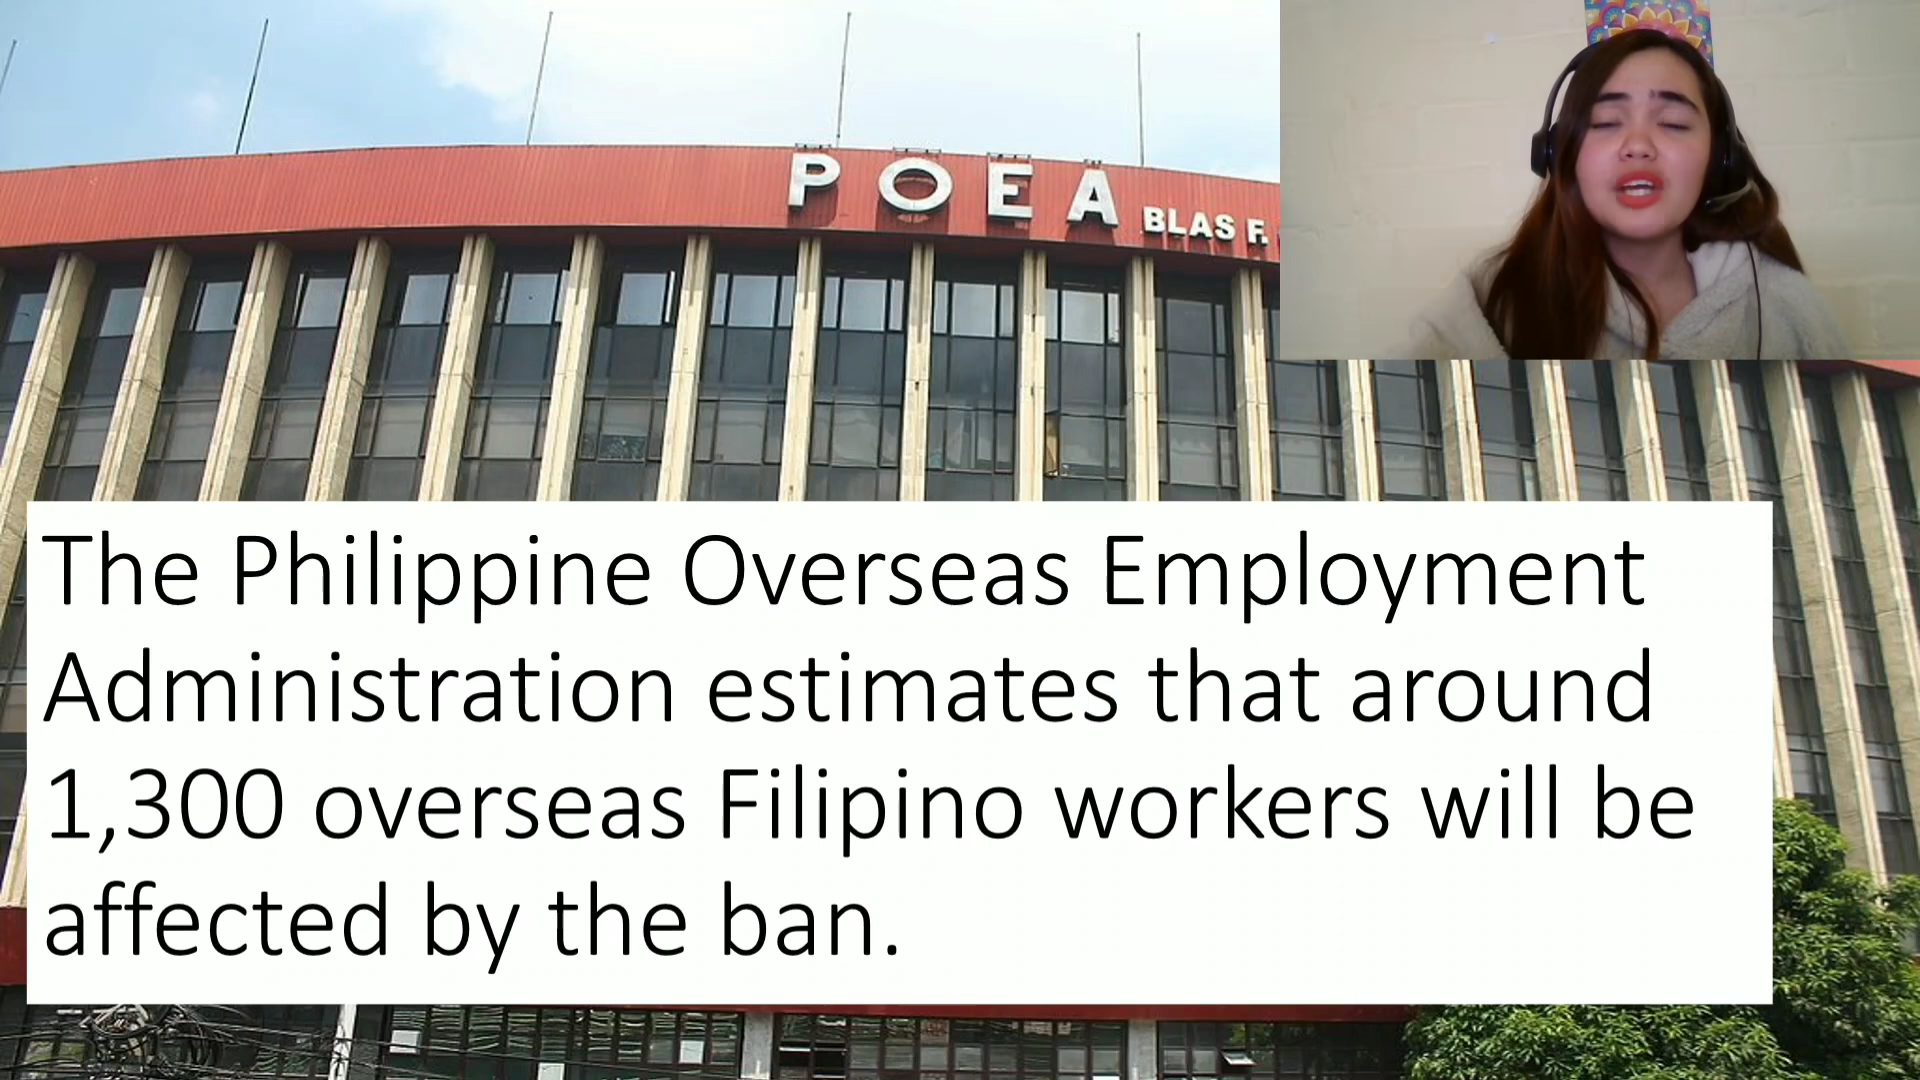 POEA
BLAS F.
The Philippine Overseas Employment
Administration estimates that around
1,300 overseas Filipino workers will be
affected by the ban.